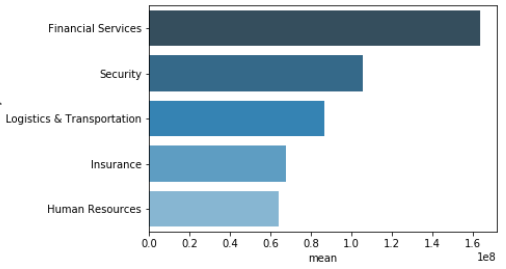 Financial Services
Security
Logistics & Transportation
Insurance
Human Resources
0.0 0.2 0.4 0.6 0.8 1.0 1.2 1.4 1.6
1e8
mean